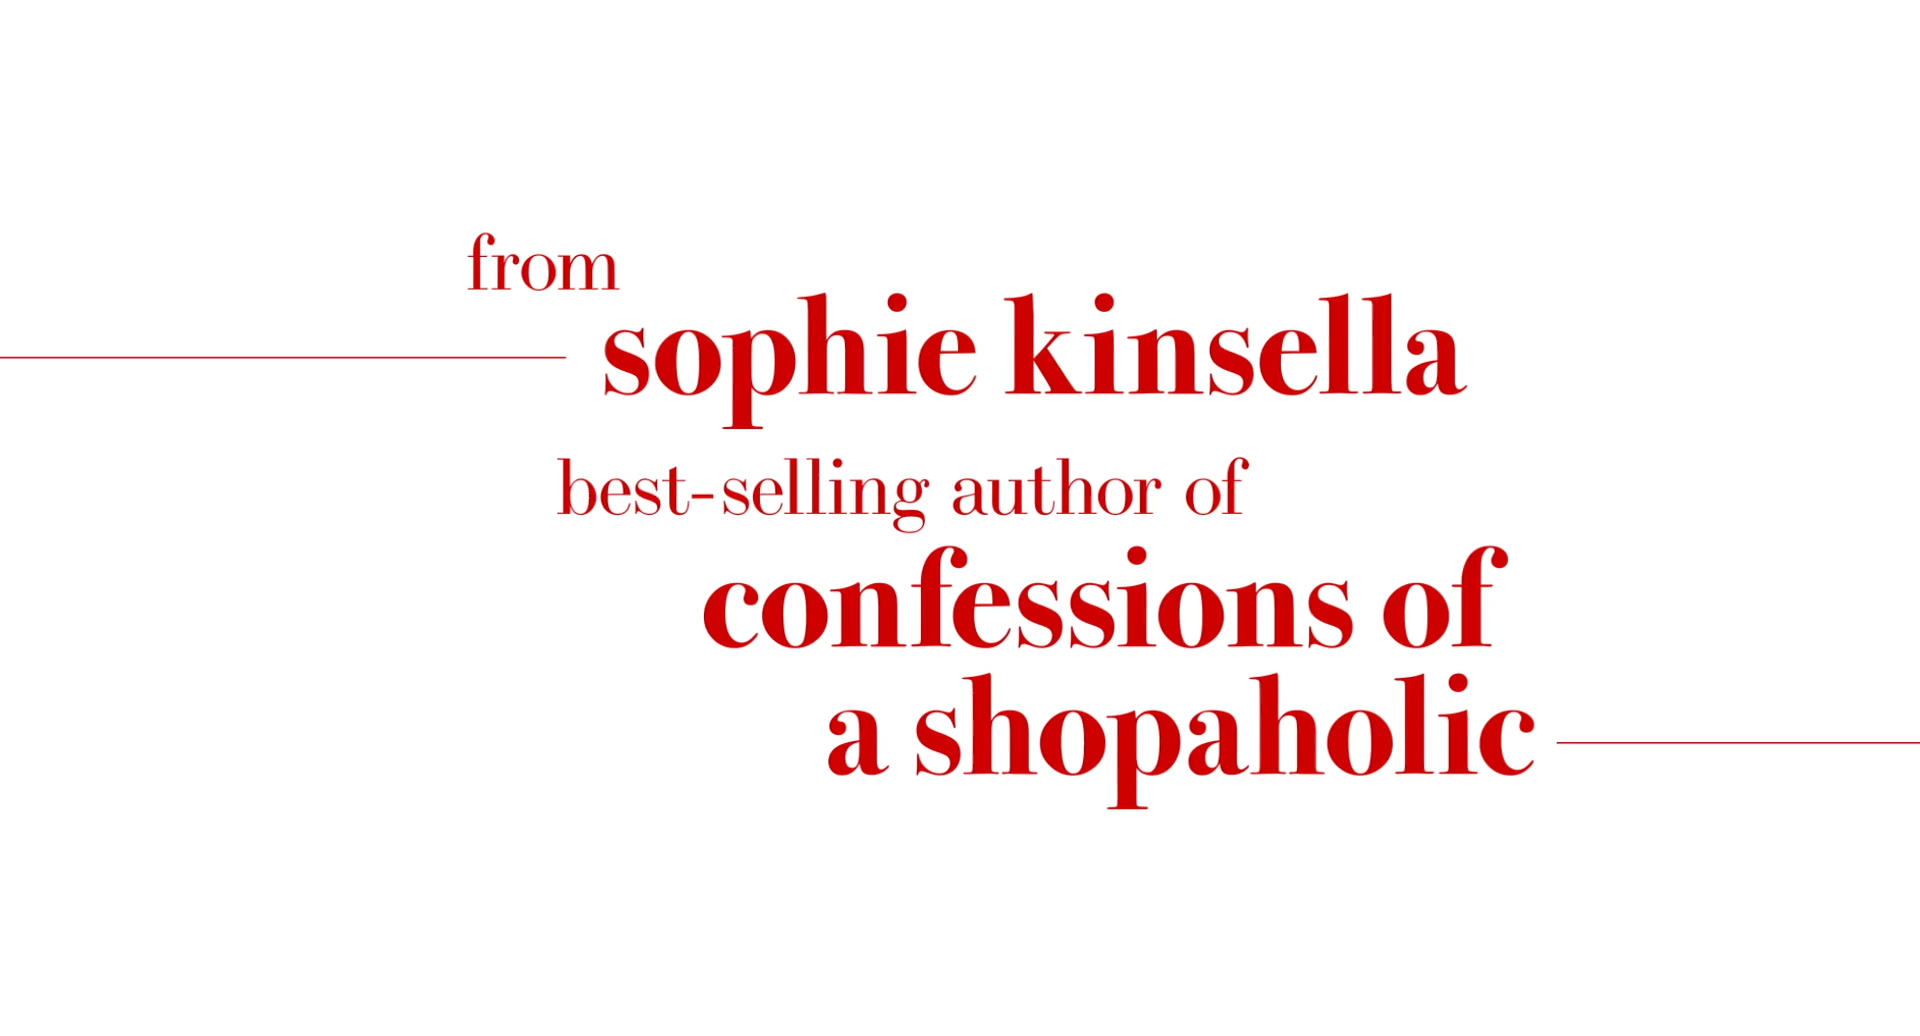 from
sophie kinsella
best-selling author of
confessions of
a shopaholic